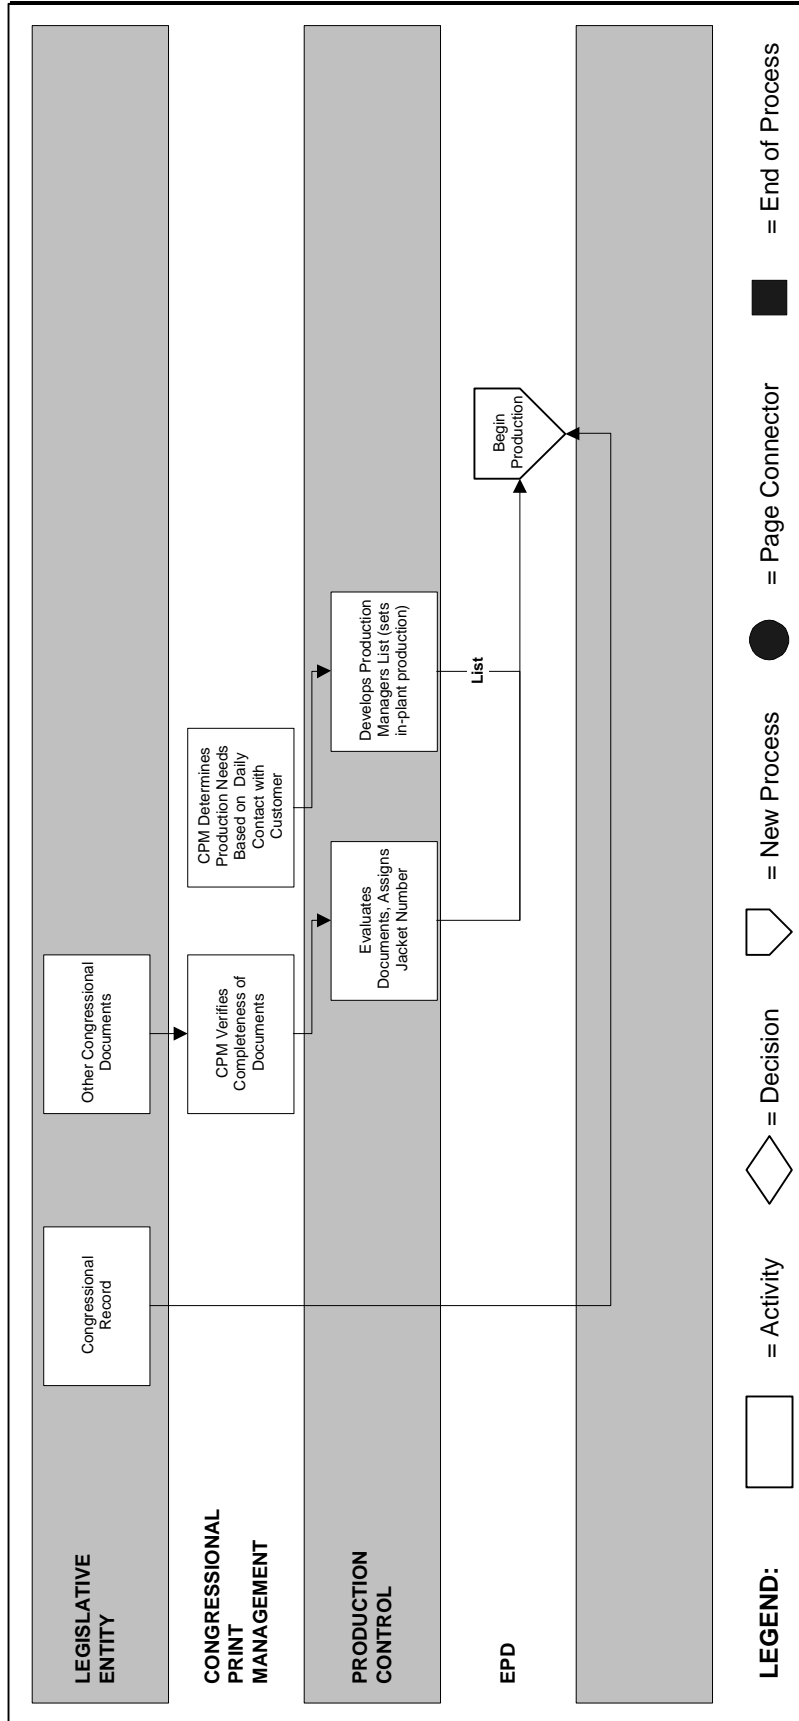 LEGISLATIVE
ENTITY
Congressional
Record
Other Congressional
Documents
CONGRESSIONAL
PRINT
MANAGEMENT
CPM Verifies
Completeness of
Documents
CPM Determines
Production Needs
Based on Daily
Contact with
Customer
PRODUCTION
CONTROL
Evaluates
Documents, Assigns
Jacket Number
Develops Production
Managers List (sets
in-plant production)
EPD
List
Begin
Production
LEGEND:
= Activity
= Decision
= New Process
= Page Connector
= End of Process